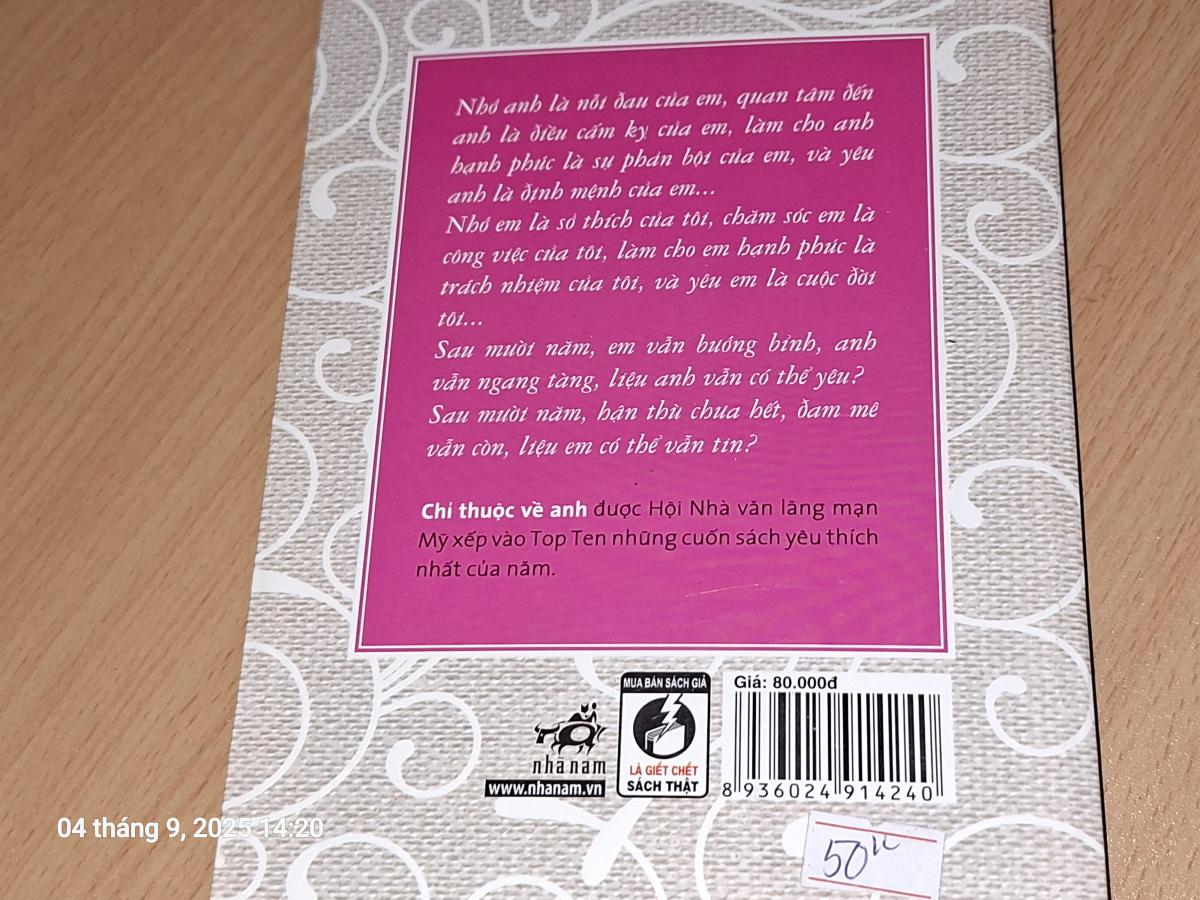 Nhớ anh là nỗi đau của em, quan tâm đến
anh là điều cấm kỵ của em, làm cho anh
hạnh phúc là sự phản bội của em, và yêu
anh là định mệnh của em...
Nhớ em là sở thích của tôi, chăm sóc em là
công việc của tôi, làm cho em hạnh phúc là
trách nhiệm của tôi, và yêu em là cuộc đời
tôi...
Sau mười năm, em vẫn bướng bỉnh, anh
vẫn ngang tàng, liệu anh vẫn có thể yêu?
Sau mười năm, hận thù chưa hết, đam mê
vẫn còn, liệu em có thể vẫn tin?
Chỉ thuộc về anh được Hội Nhà văn lãng mạn
Mỹ xếp vào Top Ten những cuốn sách yêu thích
nhất của năm.
nhã nam
www.nhanam.vn
MUA BÁN SÁCH GIẢ
LÀ GIẾT CHẾT
SÁCH THẬT
Giá: 80.000đ
8 936024 914240
50K
04 tháng 9, 2025 14:20